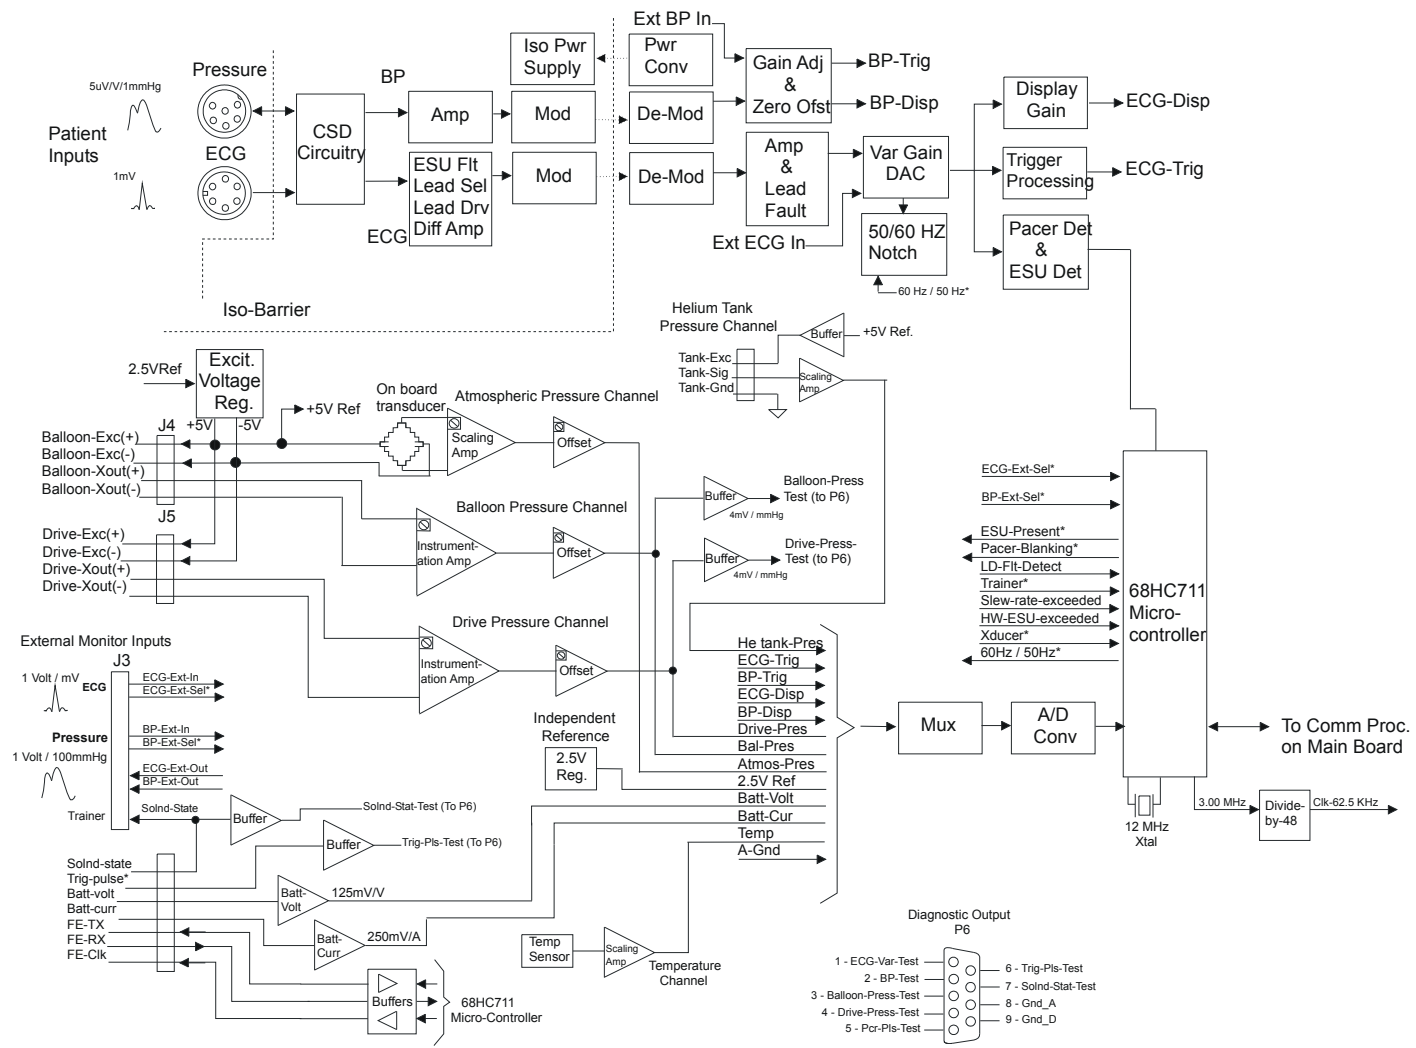 Ext BP In
Pressure
5uV/V/1mmHg
Patient
Inputs
ECG
1mV
CSD
Circuitry
BP
Amp
Mod
Iso Pwr
Supply
Pwr
Conv
De-Mod
Gain Adj
&
Zero Ofst
BP-Trig
BP-Disp
ESU Flt
Lead Sel
Lead Drv
Diff Amp
ECG
Mod
De-Mod
Amp
&
Lead
Fault
Ext ECG In
Var Gain
DAC
50/60 HZ
Notch
60 Hz / 50 Hz*
Display
Gain
ECG-Disp
Trigger
Processing
ECG-Trig
Pacer Det
&
ESU Det
Iso-Barrier
Helium Tank
Pressure Channel
Buffer
+5V Ref.
Tank-Exc
Tank-Sig
Tank-Gnd
Scaling
Amp
2.5VRef
Excit.
Voltage
Reg.
+5V
-5V
+5V Ref
On board
transducer
Atmospheric Pressure Channel
Scaling
Amp
Offset
J4
Balloon-Exc(+)
Balloon-Exc(-)
Balloon-Xout(+)
Balloon-Xout(-)
J5
Drive-Exc(+)
Drive-Exc(-)
Drive-Xout(+)
Drive-Xout(-)
Balloon Pressure Channel
Instrument-
ation Amp
Offset
Buffer
4mV / mmHg
Balloon-Press
Test (to P6)
Buffer
4mV / mmHg
Drive-Press-
Test (to P6)
Drive Pressure Channel
Instrument-
ation Amp
Offset
ECG-Ext-Sel*
BP-Ext-Sel*
ESU-Present*
Pacer-Blanking*
LD-Flt-Detect
Trainer*
Slew-rate-exceeded
HW-ESU-exceeded
Xducer*
60Hz / 50Hz*
68HC711
Micro-
controller
External Monitor Inputs
J3
1 Volt / mV
ECG
ECG-Ext-In
ECG-Ext-Sel*
Pressure
BP-Ext-In
BP-Ext-Sel*
1 Volt / 100mmHg
ECG-Ext-Out
BP-Ext-Out
Trainer
Solnd-State
Buffer
Solnd-Stat-Test (To P6)
Buffer
Trig-Pls-Test (To P6)
Independent
Reference
2.5V
Reg.
He tank-Pres
ECG-Trig
BP-Trig
ECG-Disp
BP-Disp
Drive-Pres
Bal-Pres
Atmos-Pres
2.5V Ref
Batt-Volt
Batt-Cur
Temp
A-Gnd
Mux
A/D
Conv
To Comm Proc.
on Main Board
12 MHz
Xtal
3.00 MHz
Divide-
by-48
Clk-62.5 KHz
Solnd-state
Trig-pulse*
Batt-volt
Batt-curr
FE-TX
FE-RX
FE-Clk
Batt-
Volt
125mV/V
Batt-
Curr
250mV/A
Buffers
68HC711
Micro-Controller
Temp
Sensor
Scaling
Amp
Temperature
Channel
Diagnostic Output
P6
1 - ECG-Var-Test
2 - BP-Test
3 - Balloon-Press-Test
4 - Drive-Press-Test
5 - Pcr-Pls-Test
6 - Trig-Pls-Test
7 - Solnd-Stat-Test
8 - Gnd_A
9 - Gnd_D